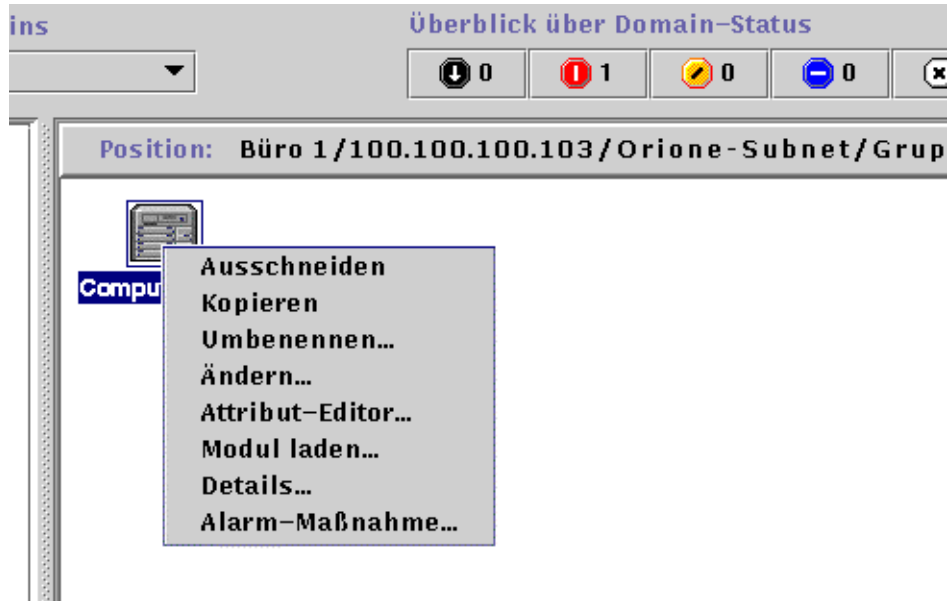 ins
Überblick über Domain-Status
0
1
0
0
Position: Büro 1/100.100.100.103/Orione-Subnet/Grup
Compu
Ausschneiden
Kopieren
Umbenennen...
Ändern...
Attribut-Editor...
Modul laden...
Details...
Alarm-Maßnahme...